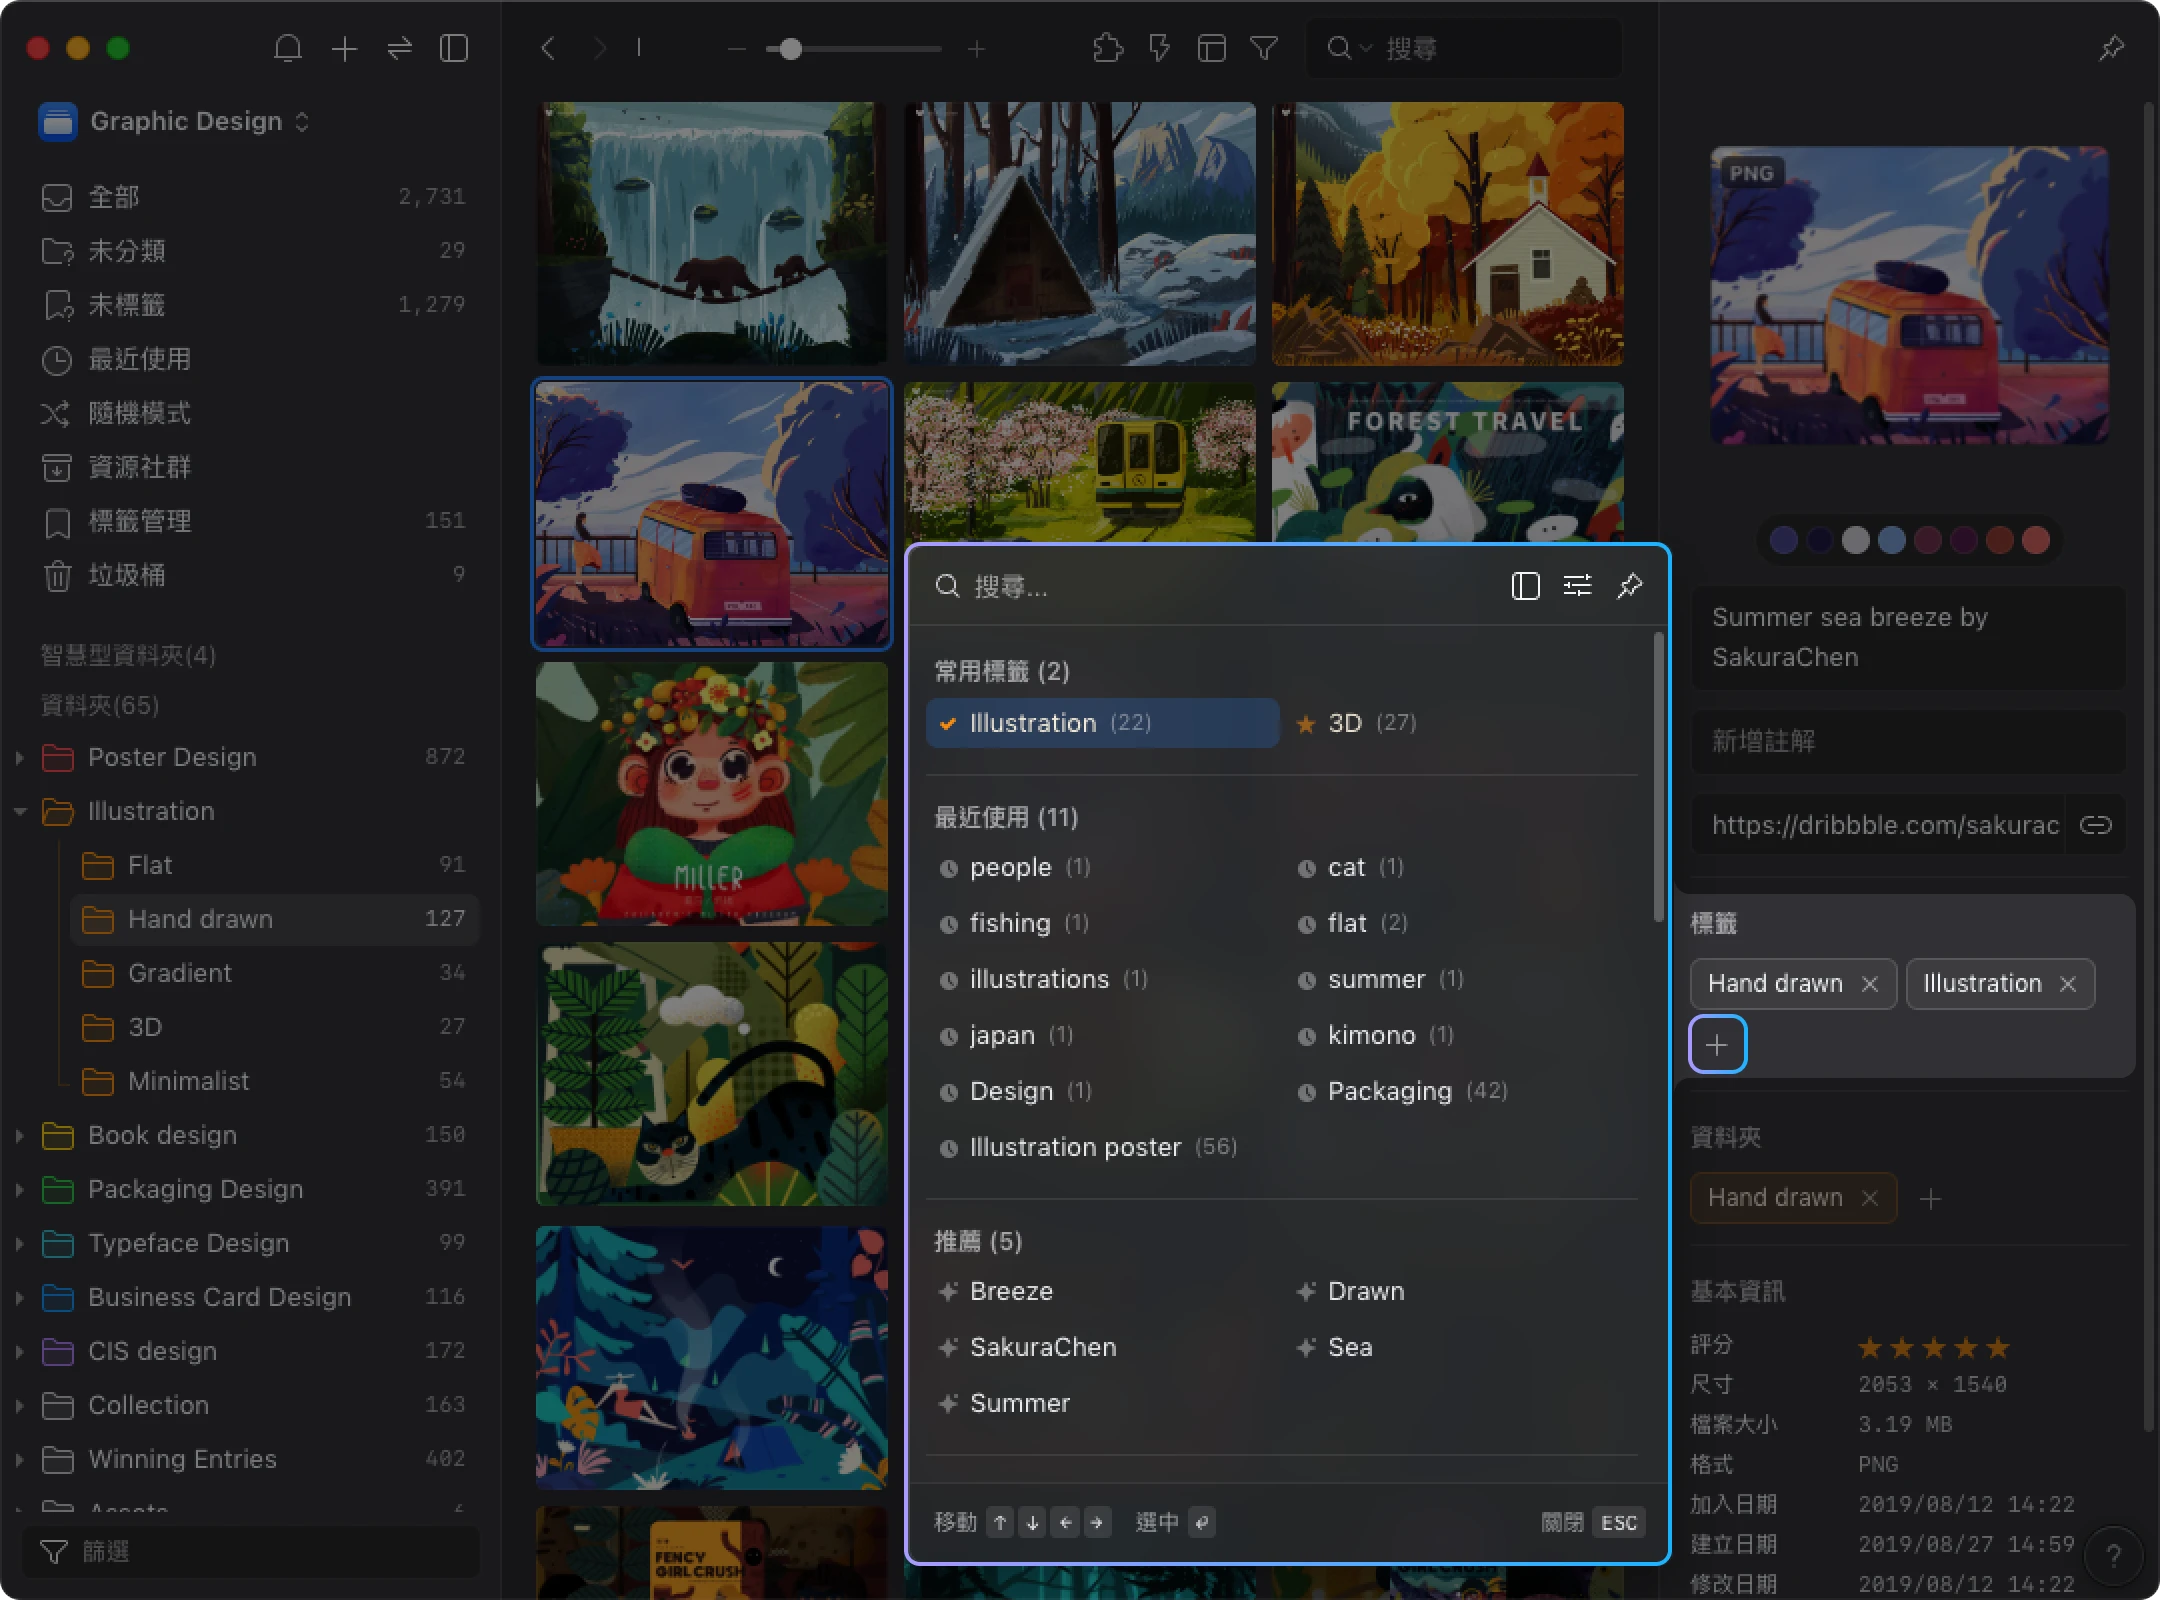 搜尋
Graphic Design
全部 2,731
未分類 29
未標籤 1,279
最近使用
隨機模式
資源社群
標籤管理 151
垃圾桶 9
智慧型資料夾(4)
資料夾(65)
Poster Design 872
Illustration
Flat 91
Hand drawn 127
Gradient 34
3D 27
Minimalist 54
Book design 150
Packaging Design 391
Typeface Design 99
Business Card Design 116
CIS design 172
Collection 163
Winning Entries 402
篩選
FOREST TRAVEL
MILLER
FENCY
GIRL CRUSH
搜尋...
常用標籤 (2)
Illustration (22)
3D (27)
最近使用 (11)
people (1)
cat (1)
fishing (1)
flat (2)
illustrations (1)
summer (1)
japan (1)
kimono (1)
Design (1)
Packaging (42)
Illustration poster (56)
推薦 (5)
Breeze
Drawn
SakuraChen
Sea
Summer
移動 ↑ ↓ ← → 選中 關閉 ESC
PNG
Summer sea breeze by
SakuraChen
新增註解
https://dribbble.com/sakurac
標籤
Hand drawn
Illustration
資料夾
Hand drawn
基本資訊
評分 ★★★★★
尺寸 2053 × 1540
檔案大小 3.19 MB
格式 PNG
加入日期 2019/08/12 14:22
建立日期 2019/08/27 14:59
修改日期 2019/08/12 14:22
?